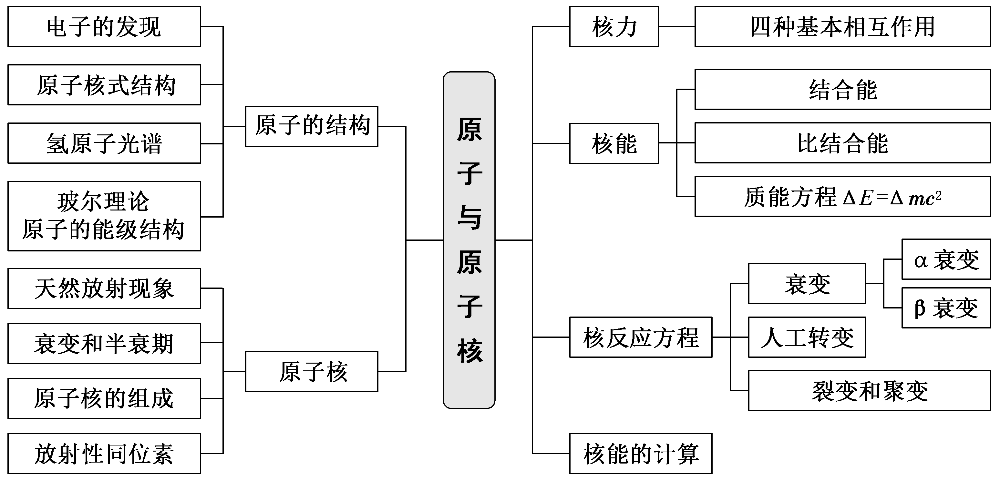 电子的发现
原子核式结构
氢原子光谱
玻尔理论
原子的能级结构
原子的结构
天然放射现象
衰变和半衰期
原子核的组成
放射性同位素
原子核
原子与原子核
核力
四种基本相互作用
核能
结合能
比结合能
质能方程 ΔE=Δmc²
核反应方程
衰变
α 衰变
β 衰变
人工转变
裂变和聚变
核能的计算